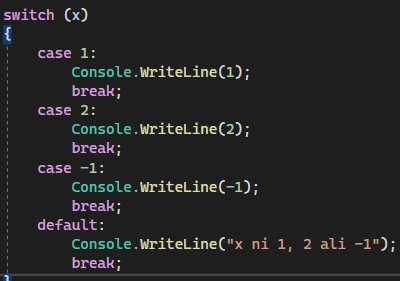 switch (x)
{
    case 1:
        Console.WriteLine(1);
        break;
    case 2:
        Console.WriteLine(2);
        break;
    case -1:
        Console.WriteLine(-1);
        break;
    default:
        Console.WriteLine("x ni 1, 2 ali -1");
        break;
}